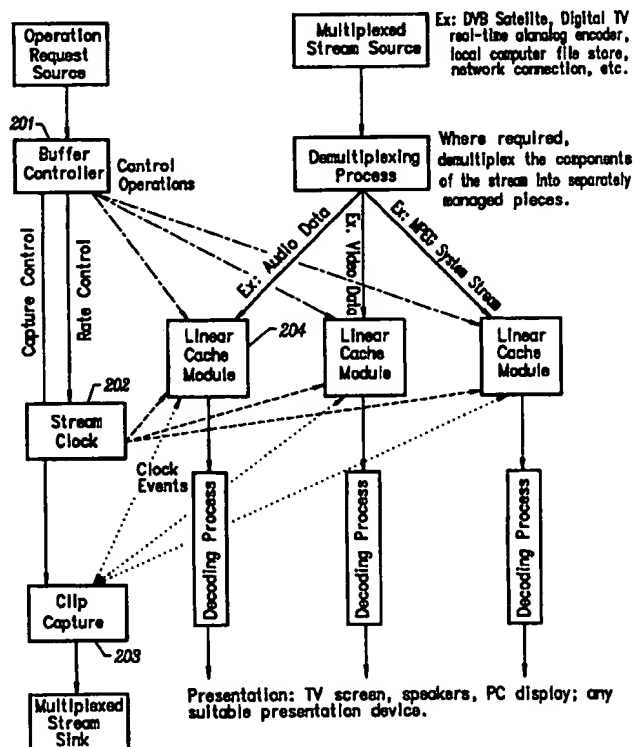 Operation
Request
Source
Multiplexed
Stream Source
Ex: DVB Satelite, Digital TV
real-time alanalog encoder,
local computer file store,
network connection, etc.
201
Buffer
Controller
Control
Operations
Demultiplexing
Process
Where required,
demultiplex the components
of the stream into separately
managed pieces.
Capture Control
Rate Control
Ex: Audio Data
Ex. Video Data
Ex: MPEG System Stream
Linear
Cache
Module
204
Linear
Cache
Module
Linear
Cache
Module
202
Stream
Clock
Clock
Events
Decoding Process
Decoding Process
Decoding Process
Clip
Capture
203
Multiplexed
Stream
Sink
Presentation: TV screen, speakers, PC display; any
suitable presentation device.